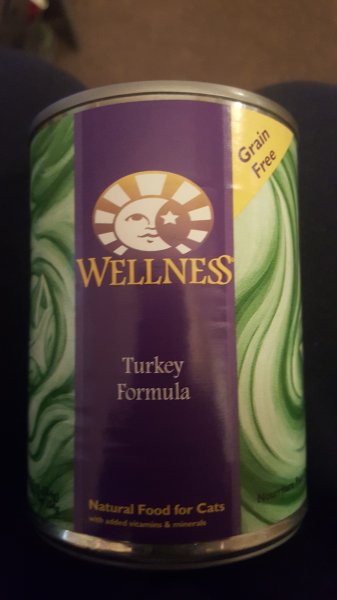 Grain
Free
WELLNESS
Turkey
Formula
Natural Food for Cats
with added vitamins & minerals